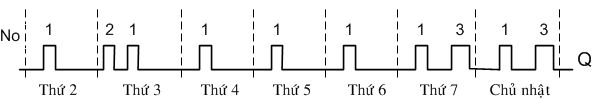 No 1 2 1 1 1 1 1 3 1 3
Q
Thứ 2 Thứ 3 Thứ 4 Thứ 5 Thứ 6 Thứ 7 Chủ nhật